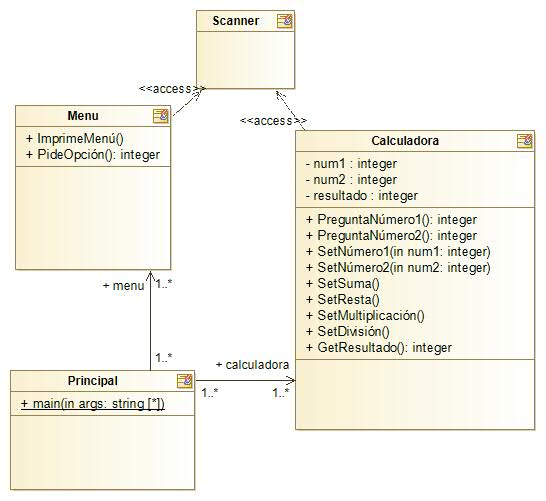 Scanner
<<access>>
<<access>>
Menu
+ ImprimeMenú()
+ PideOpción(): integer
Calculadora
- num1 : integer
- num2 : integer
- resultado : integer
+ PreguntaNúmero1(): integer
+ PreguntaNúmero2(): integer
+ SetNúmero1(in num1: integer)
+ SetNúmero2(in num2: integer)
+ SetSuma()
+ SetResta()
+ SetMultiplicación()
+ SetDivisión()
+ GetResultado(): integer
+ menu
1..*
1..*
+ calculadora
1..*
1..*
Principal
+ main(in args: string [*])